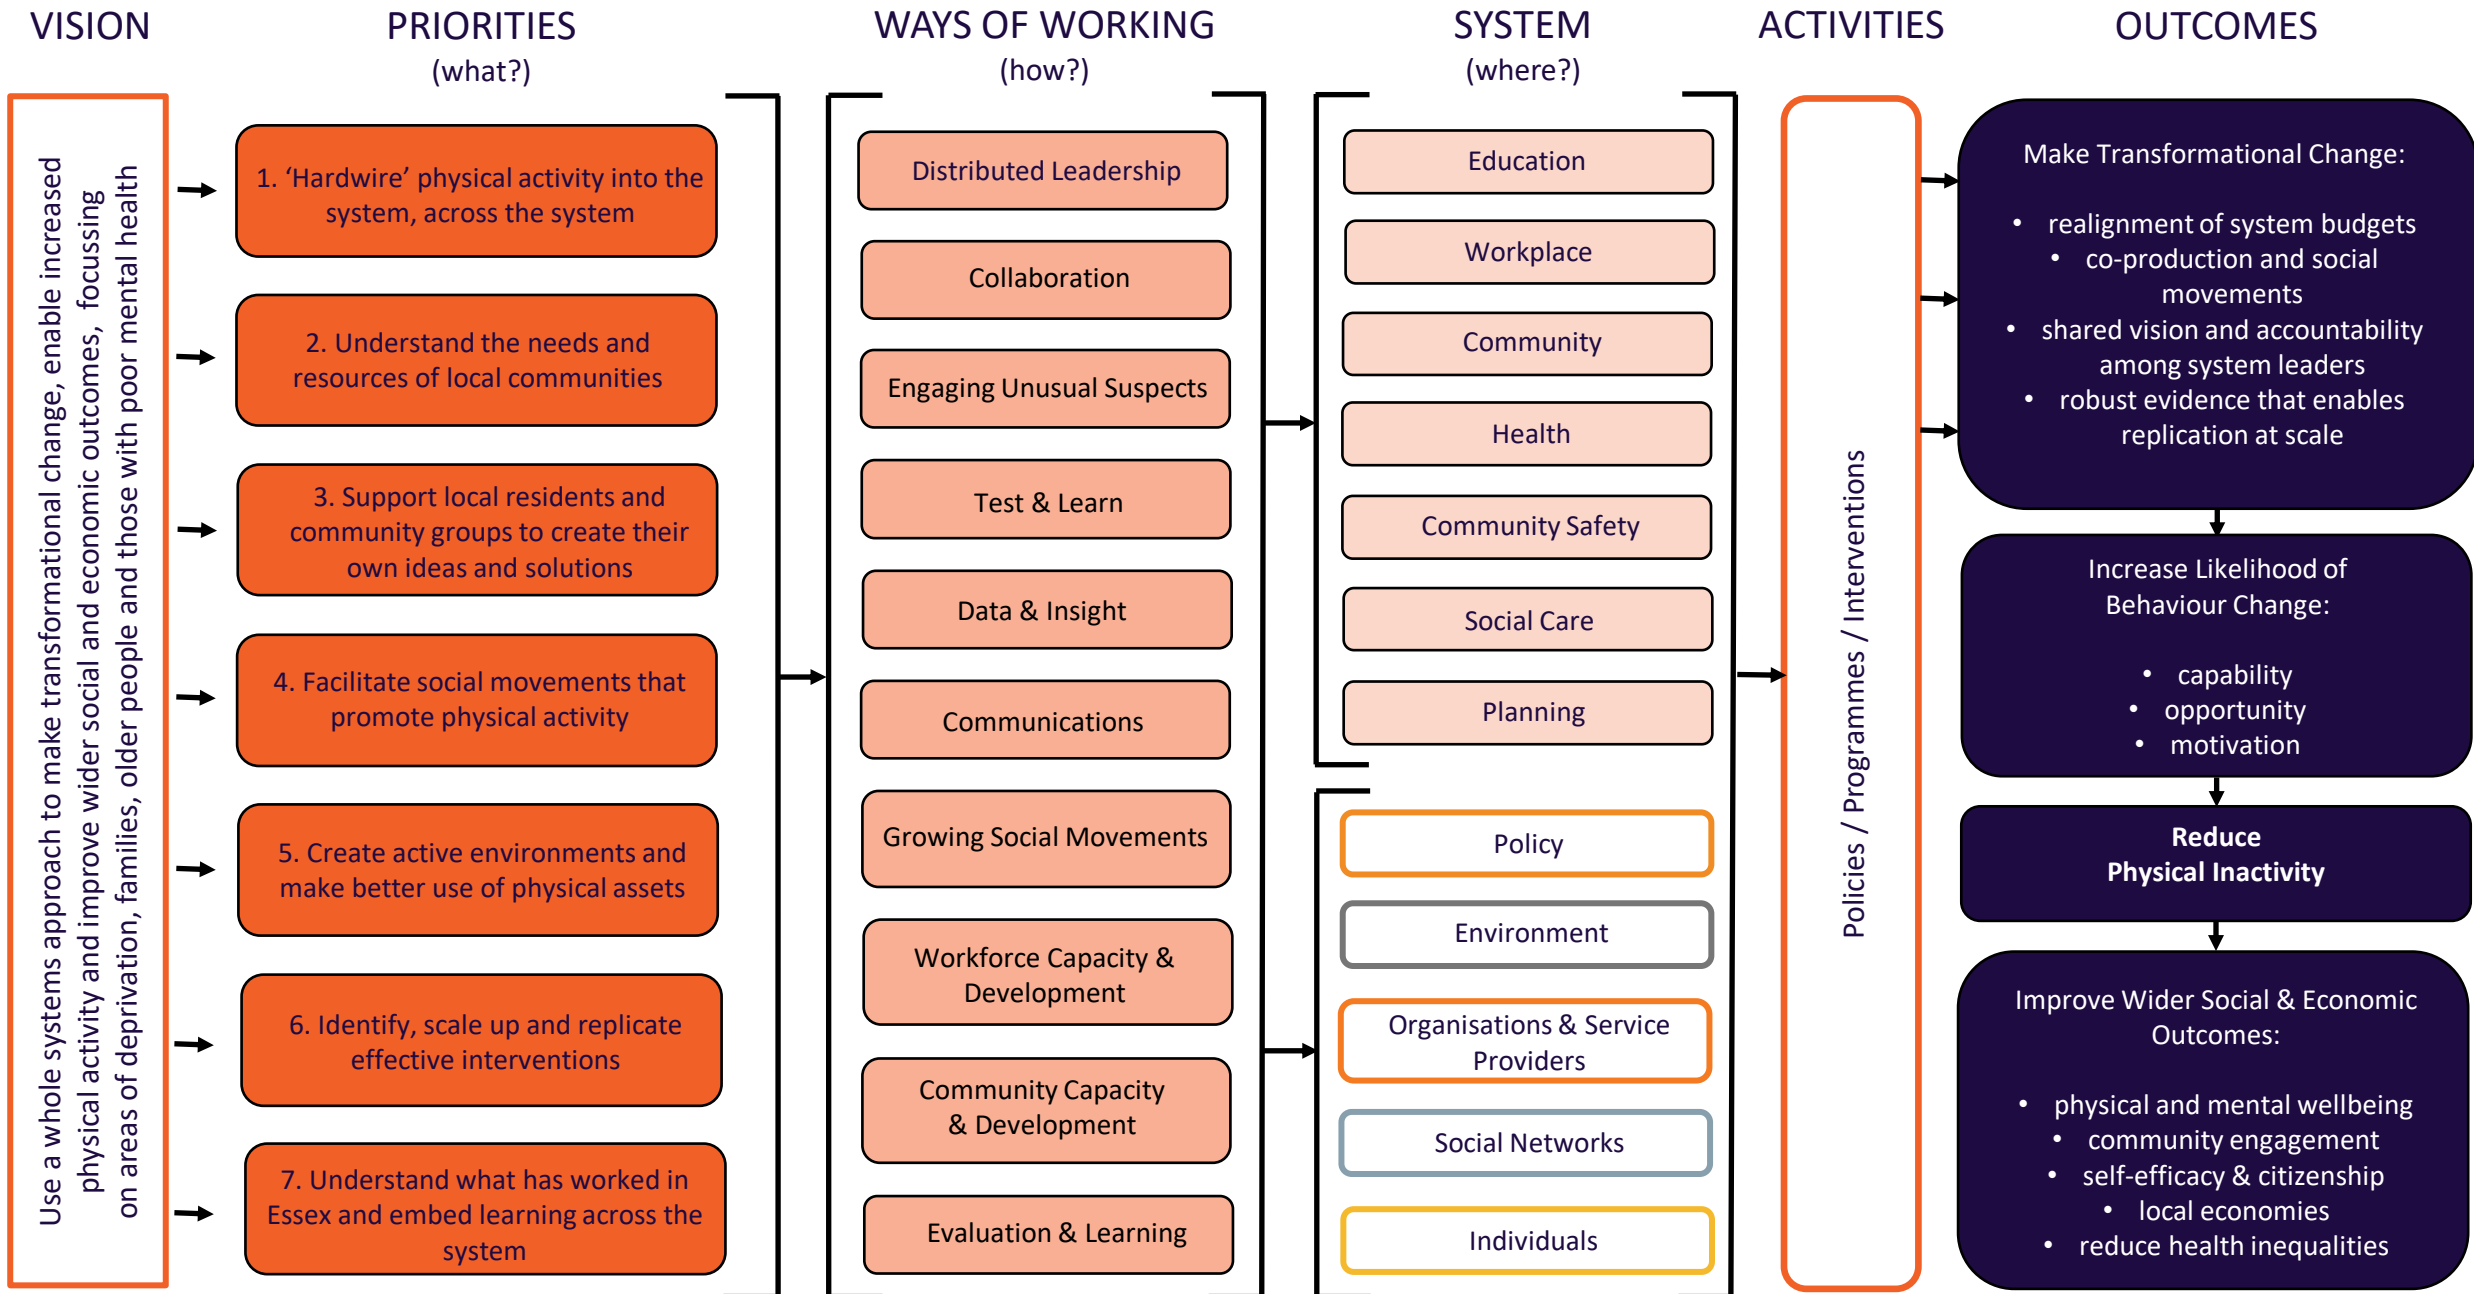 VISION
PRIORITIES
(what?)
WAYS OF WORKING
(how?)
SYSTEM
(where?)
ACTIVITIES
OUTCOMES
Use a whole systems approach to make transformational change, enable increased
physical activity and improve wider social and economic outcomes, focussing
on areas of deprivation, families, older people and those with poor mental health
1. ‘Hardwire’ physical activity into the
system, across the system
2. Understand the needs and
resources of local communities
3. Support local residents and
community groups to create their
own ideas and solutions
4. Facilitate social movements that
promote physical activity
5. Create active environments and
make better use of physical assets
6. Identify, scale up and replicate
effective interventions
7. Understand what has worked in
Essex and embed learning across the
system
Distributed Leadership
Collaboration
Engaging Unusual Suspects
Test & Learn
Data & Insight
Communications
Growing Social Movements
Workforce Capacity &
Development
Community Capacity
& Development
Evaluation & Learning
Education
Workplace
Community
Health
Community Safety
Social Care
Planning
Policy
Environment
Organisations & Service
Providers
Social Networks
Individuals
Policies / Programmes / Interventions
Make Transformational Change:
• realignment of system budgets
• co-production and social
movements
• shared vision and accountability
among system leaders
• robust evidence that enables
replication at scale
Increase Likelihood of
Behaviour Change:
• capability
• opportunity
• motivation
Reduce
Physical Inactivity
Improve Wider Social & Economic
Outcomes:
• physical and mental wellbeing
• community engagement
• self-efficacy & citizenship
• local economies
• reduce health inequalities